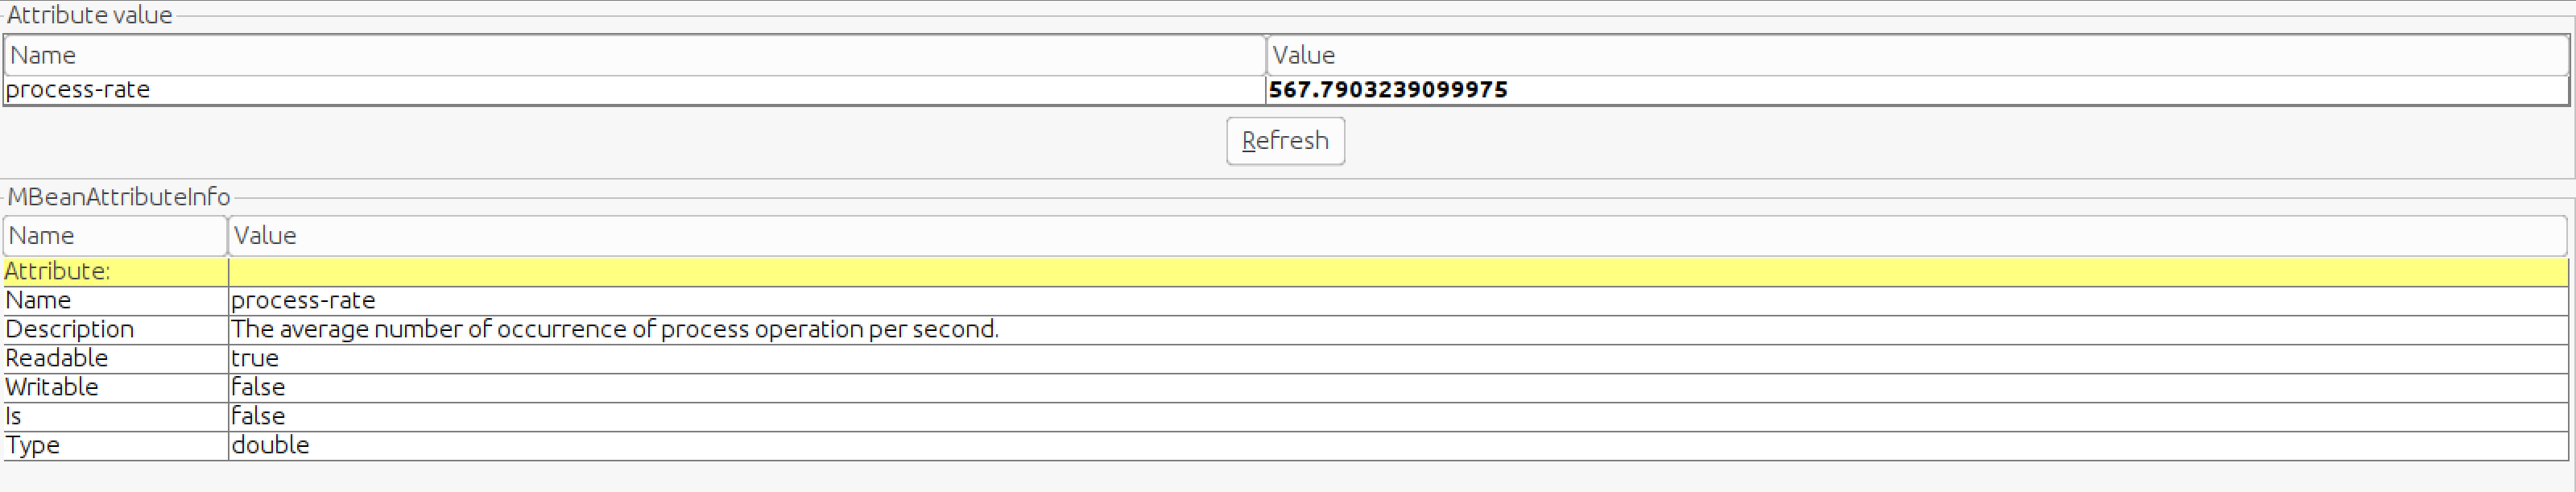 Attribute value
Name Value
process-rate 567.7903239099975
Refresh
MBeanAttributeInfo
Name Value
Attribute:
Name process-rate
Description The average number of occurrence of process operation per second.
Readable true
Writable false
Is false
Type double